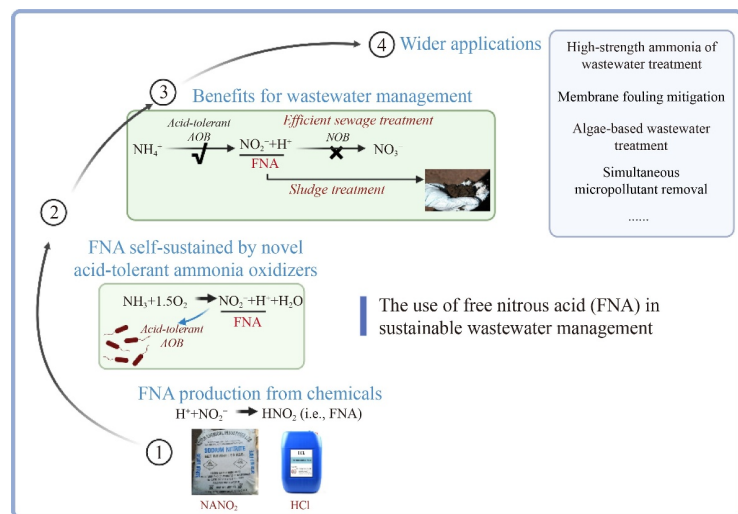 ④ Wider applications
High-strength ammonia of
wastewater treatment
Membrane fouling mitigation
Algae-based wastewater
treatment
Simultaneous
micropollutant removal
......
③
Benefits for wastewater management
Acid-tolerant
AOB
Efficient sewage treatment
NOB
NH₄⁻
NO₂⁻+H⁺
NO₃⁻
FNA
Sludge treatment
②
FNA self-sustained by novel
acid-tolerant ammonia oxidizers
NH₃+1.5O₂ → NO₂⁻+H⁺+H₂O
FNA
Acid-tolerant
AOB
The use of free nitrous acid (FNA) in
sustainable wastewater management
FNA production from chemicals
H⁺+NO₂⁻ → HNO₂ (i.e., FNA)
①
SODIUM NITRITE
HCL
NANO₂
HCl